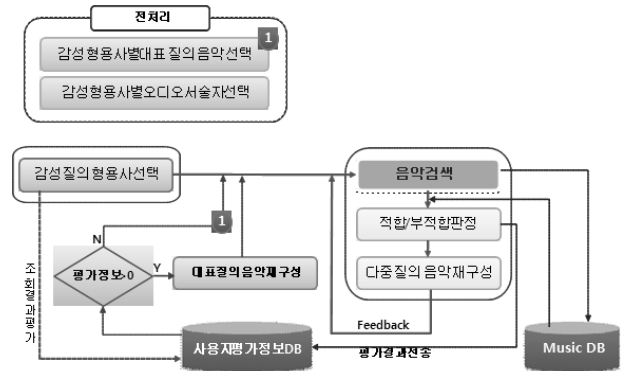 전처리
1
감성형용사별대표질의음악선택
감성형용사별오디오서술자선택
감성질의형용사선택
음악검색
1
적합/부적합판정
N
평가정보>0
Y
대표질의음악재구성
다중질의음악재구성
조회결과평가
Feedback
사용자평가정보DB
평가결과전송
Music DB